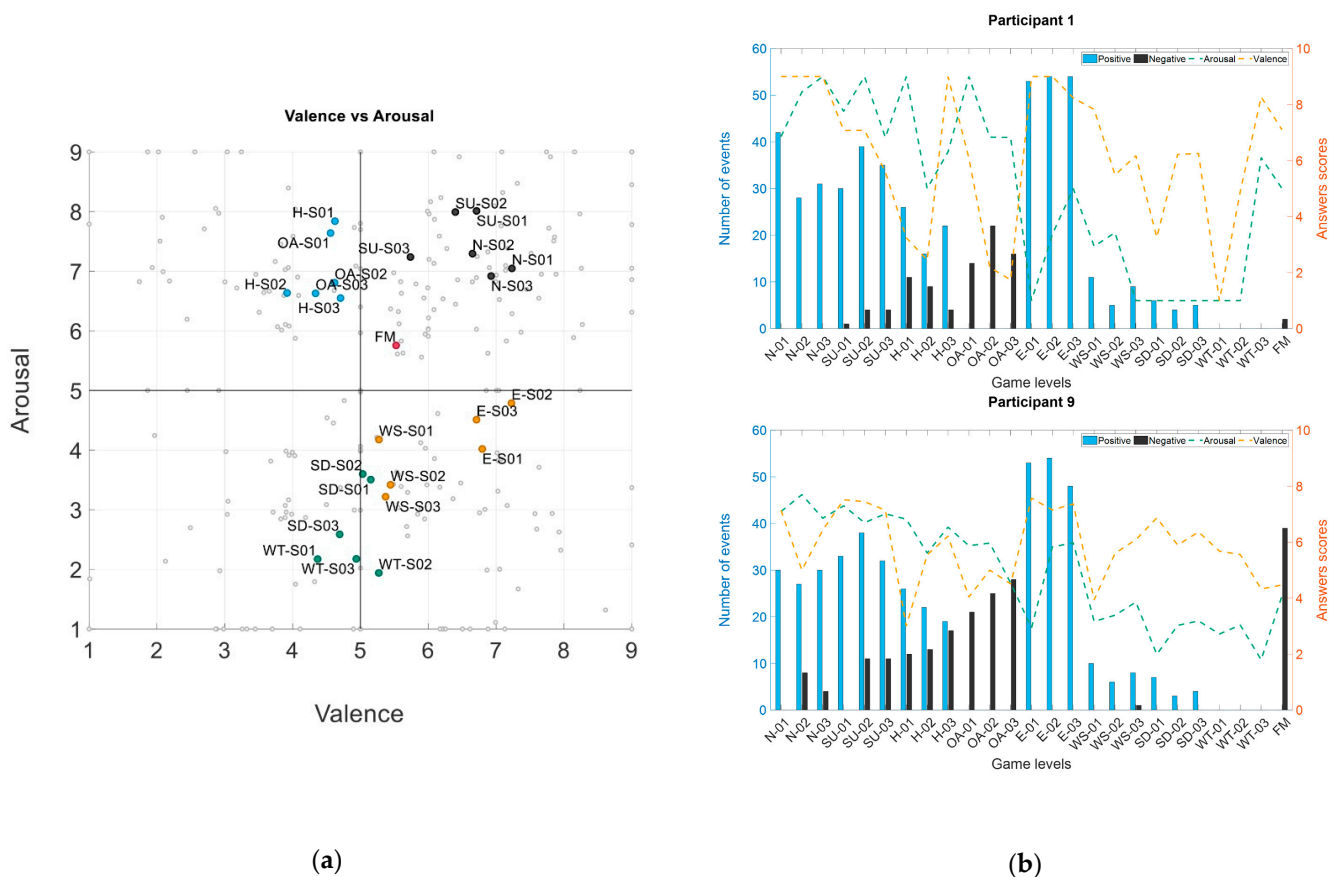 Valence vs Arousal
9
8
7
6
5
4
3
2
1
Arousal
SU-S02
SU-S01
H-S01
OA-S01
SU-S03
N-S02
N-S01
OA-S02
H-S02
OA-S03
N-S03
H-S03
FM
E-S02
E-S03
WS-S01
E-S01
SD-S02
WS-S02
SD-S01
WS-S03
SD-S03
WT-S01
WT-S03
WT-S02
1 2 3 4 5 6 7 8 9
Valence
(a)
Participant 1
Positive Negative Arousal Valence
60
50
40
30
20
10
0
Number of events
10
8
6
4
2
0
Answers scores
N-01 N-02 N-03 SU-01 SU-02 SU-03 H-01 H-02 H-03 OA-01 OA-02 OA-03 E-01 E-02 E-03 WS-01 WS-02 WS-03 SD-01 SD-02 SD-03 WT-01 WT-02 WT-03 FM
Game levels
Participant 9
Positive Negative Arousal Valence
60
50
40
30
20
10
0
Number of events
10
8
6
4
2
0
Answers scores
N-01 N-02 N-03 SU-01 SU-02 SU-03 H-01 H-02 H-03 OA-01 OA-02 OA-03 E-01 E-02 E-03 WS-01 WS-02 WS-03 SD-01 SD-02 SD-03 WT-01 WT-02 WT-03 FM
Game levels
(b)